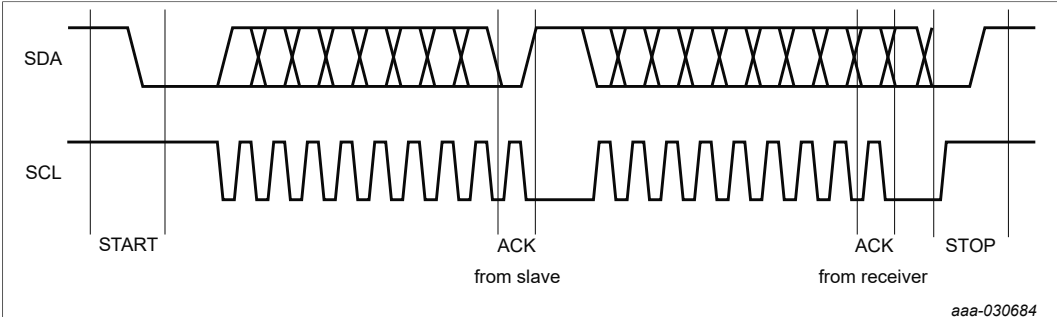 SDA
SCL
START
ACK
ACK
STOP
from slave
from receiver
aaa-030684